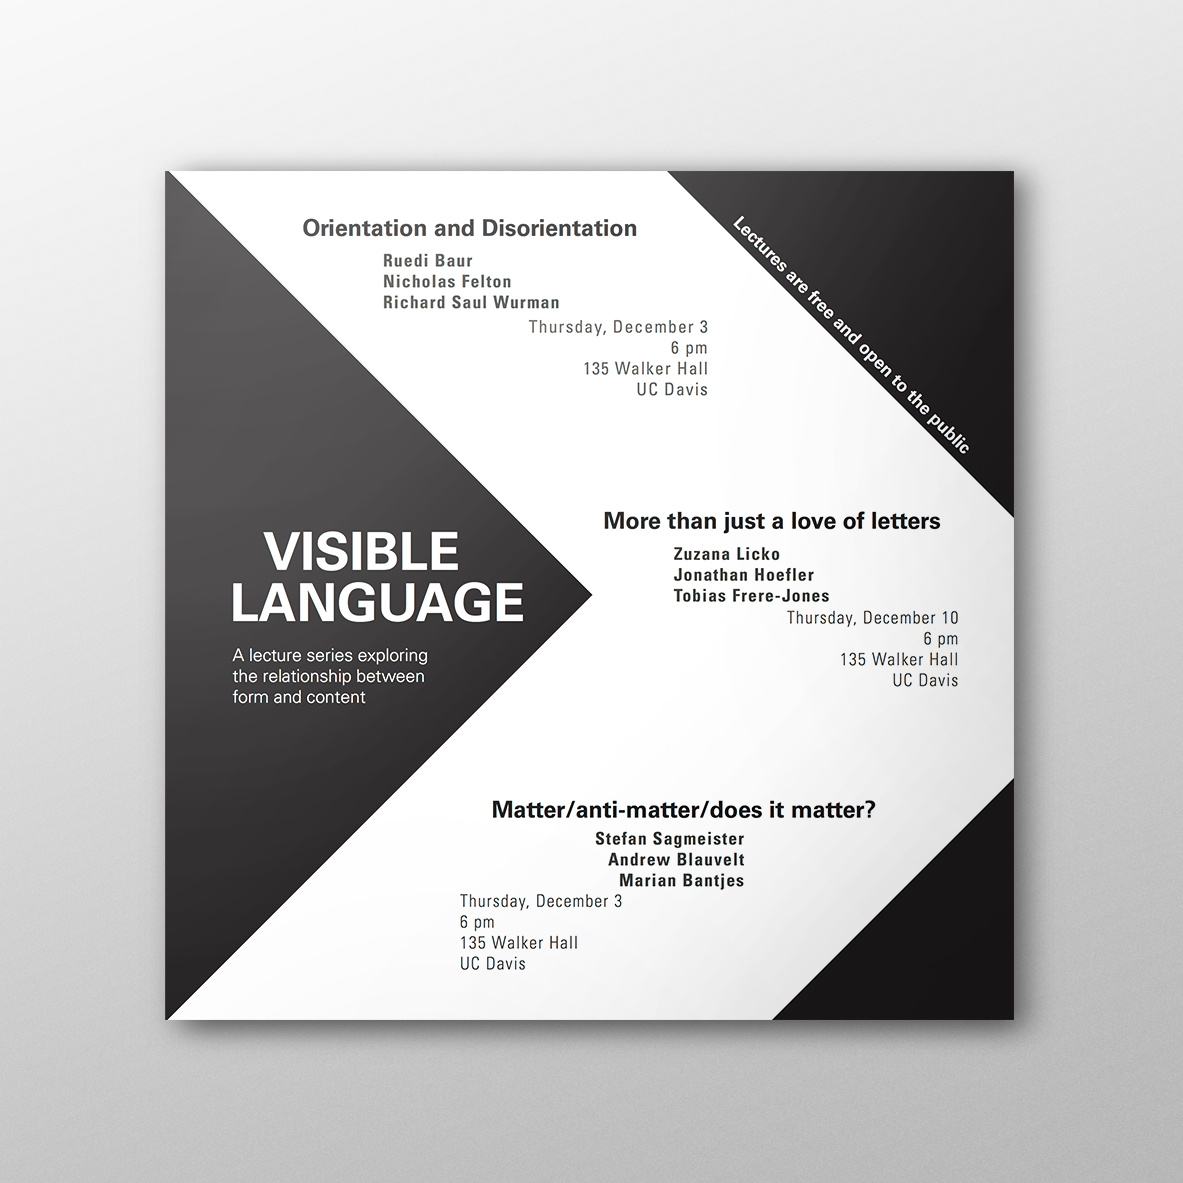 VISIBLE
LANGUAGE
A lecture series exploring
the relationship between
form and content
Orientation and Disorientation
Ruedi Baur
Nicholas Felton
Richard Saul Wurman
Thursday, December 3
6 pm
135 Walker Hall
UC Davis
Lectures are free and open to the public
More than just a love of letters
Zuzana Licko
Jonathan Hoefler
Tobias Frere-Jones
Thursday, December 10
6 pm
135 Walker Hall
UC Davis
Matter/anti-matter/does it matter?
Stefan Sagmeister
Andrew Blauvelt
Marian Bantjes
Thursday, December 3
6 pm
135 Walker Hall
UC Davis